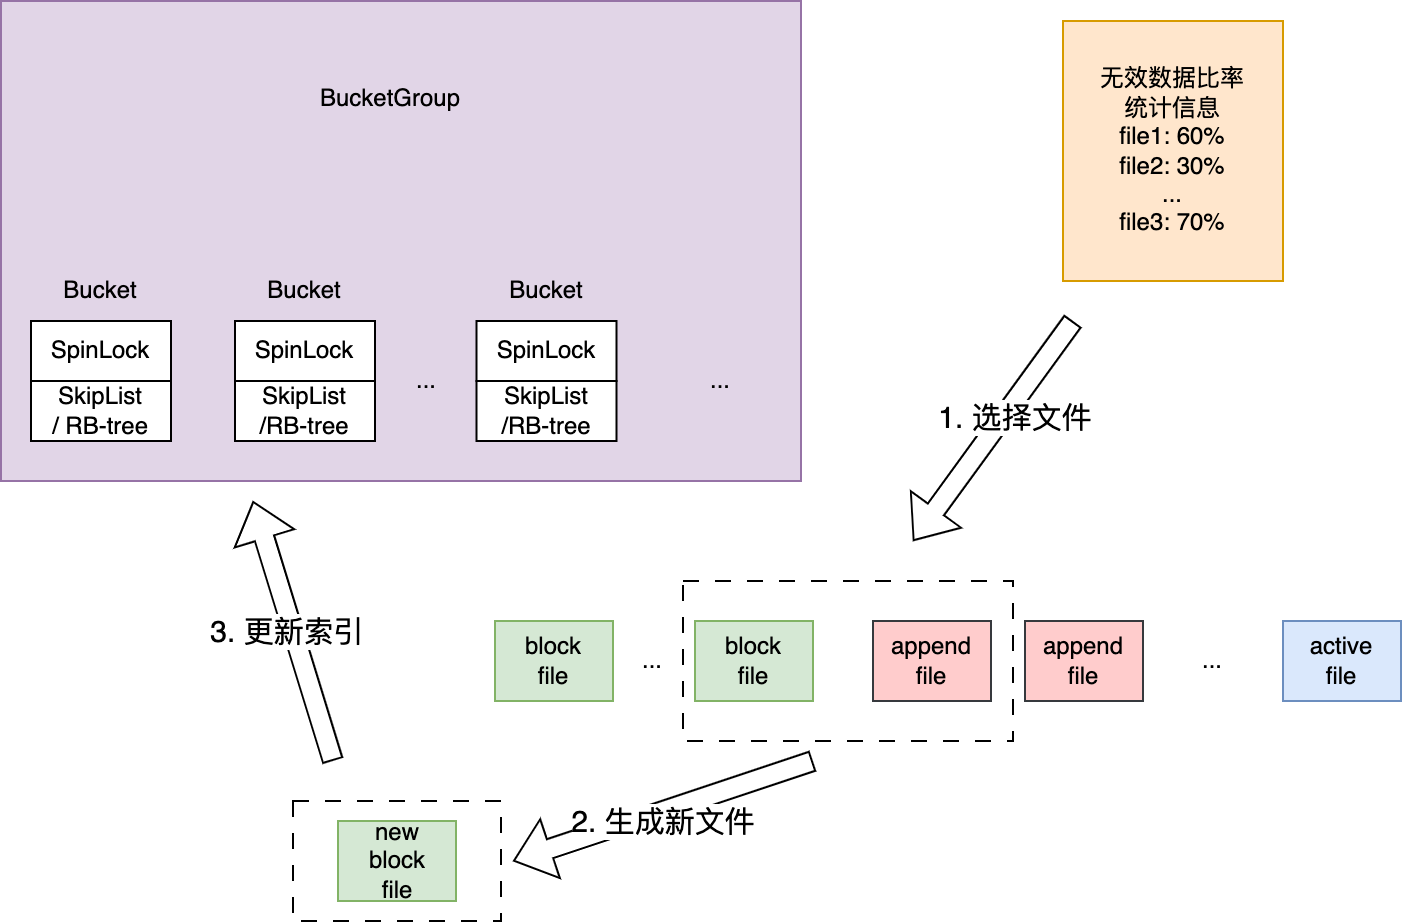 BucketGroup
无效数据比率
统计信息
file1: 60%
file2: 30%
...
file3: 70%
Bucket
Bucket
Bucket
SpinLock
SkipList
/ RB-tree
SpinLock
SkipList
/RB-tree
...
SpinLock
SkipList
/RB-tree
...
1. 选择文件
3. 更新索引
block
file
...
block
file
append
file
append
file
...
active
file
2. 生成新文件
new
block
file